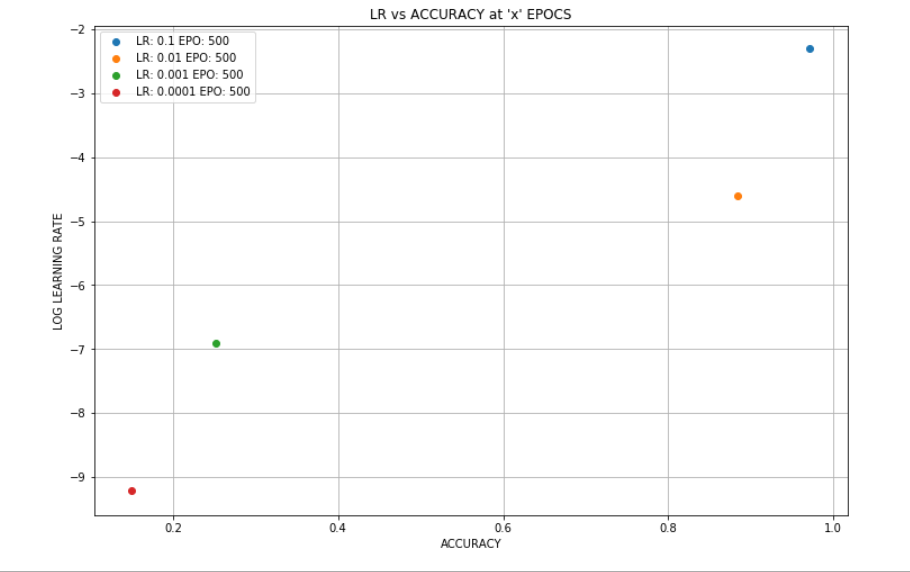 LR vs ACCURACY at 'x' EPOCS
LR: 0.1 EPO: 500
LR: 0.01 EPO: 500
LR: 0.001 EPO: 500
LR: 0.0001 EPO: 500
−2
−3
−4
−5
−6
−7
−8
−9
LOG LEARNING RATE
0.2 0.4 0.6 0.8 1.0
ACCURACY